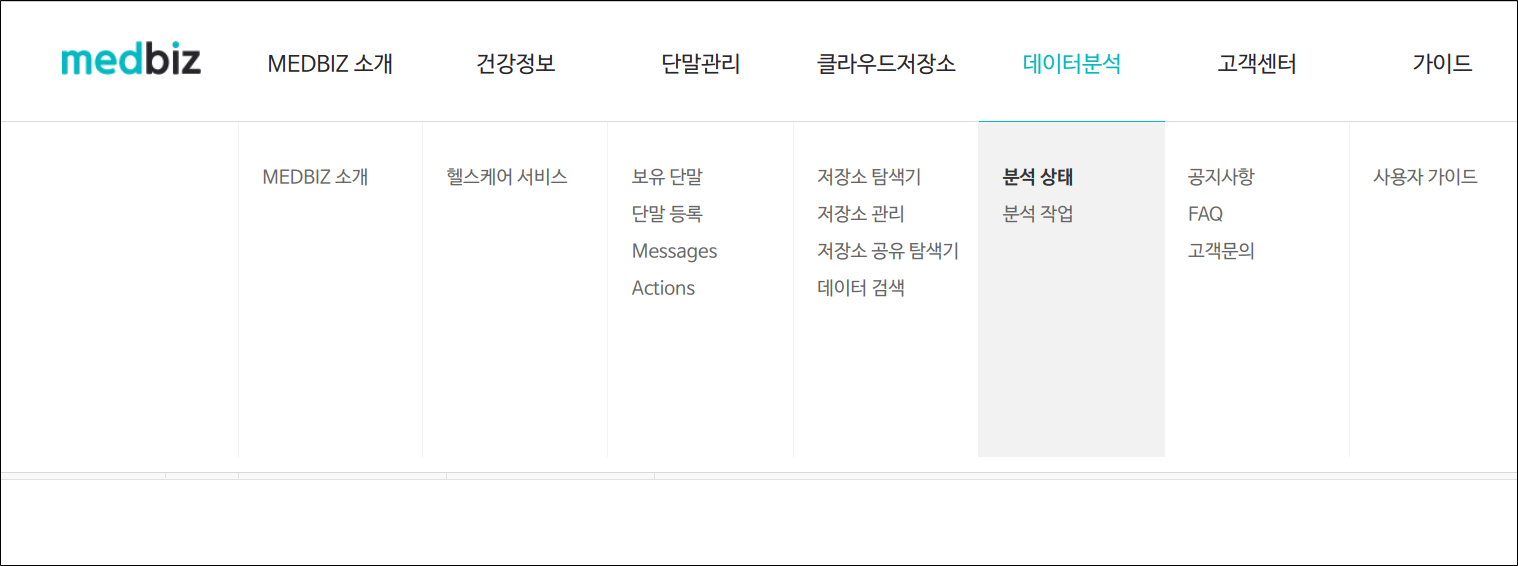 medbiz MEDBIZ 소개 건강정보 단말관리 클라우드저장소 데이터분석 고객센터 가이드
MEDBIZ 소개 헬스케어 서비스 보유 단말 저장소 탐색기 분석 상태 공지사항 사용자 가이드
단말 등록 저장소 관리 분석 작업 FAQ
Messages 저장소 공유 탐색기 고객문의
Actions 데이터 검색